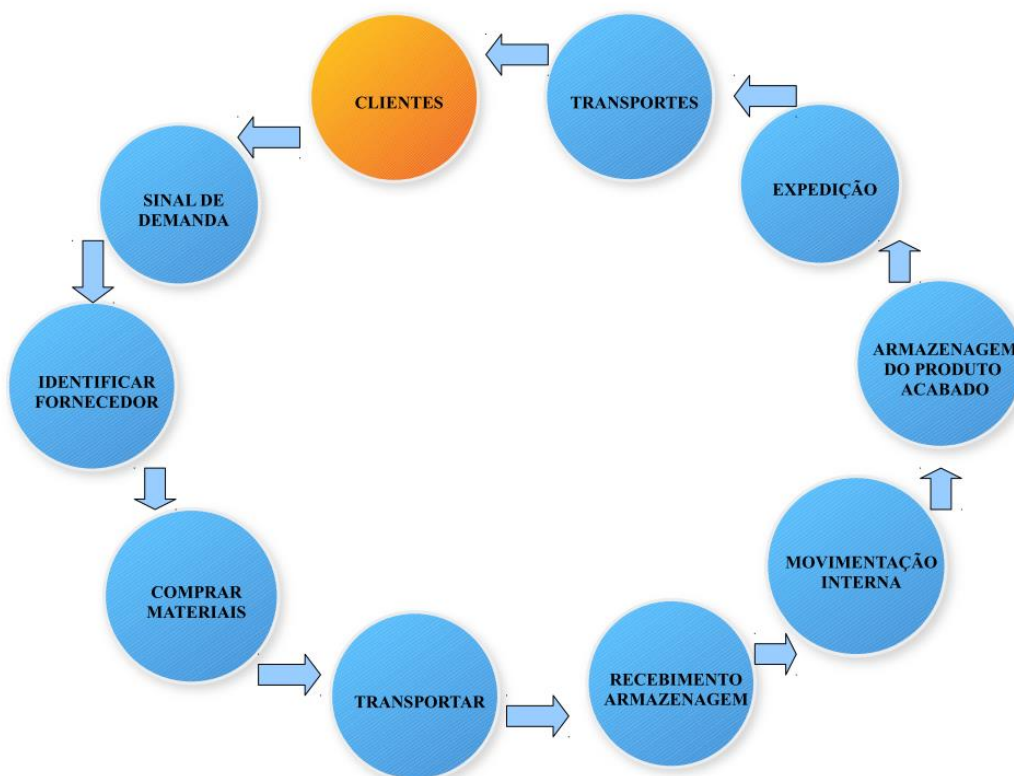 CLIENTES
SINAL DE
DEMANDA
IDENTIFICAR
FORNECEDOR
COMPRAR
MATERIAIS
TRANSPORTAR
RECEBIMENTO
ARMAZENAGEM
MOVIMENTAÇÃO
INTERNA
ARMAZENAGEM
DO PRODUTO
ACABADO
EXPEDIÇÃO
TRANSPORTES